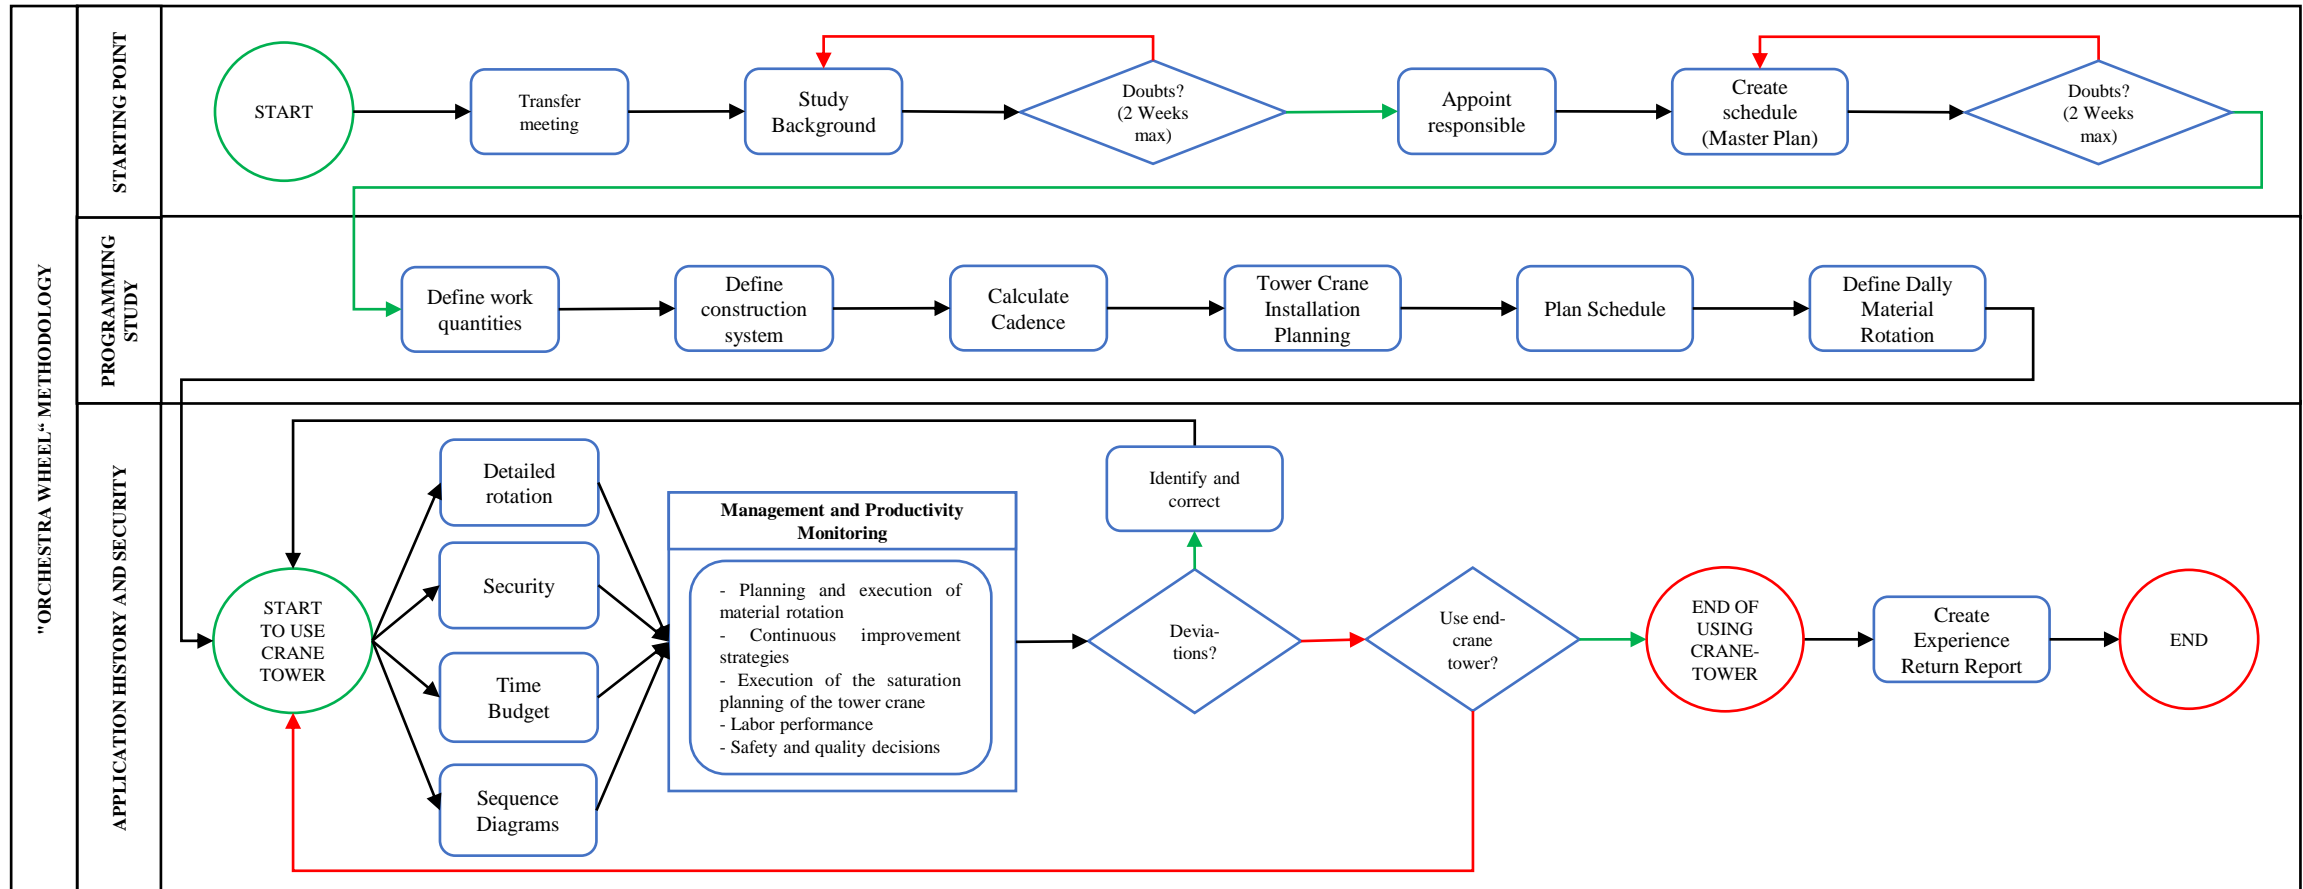 "ORCHESTRA WHEEL“ METHODOLOGY
STARTING POINT
START
Transfer
meeting
Study
Background
Doubts?
(2 Weeks
max)
Appoint
responsible
Create
schedule
(Master Plan)
Doubts?
(2 Weeks
max)
PROGRAMMING
STUDY
Define work
quantities
Define
construction
system
Calculate
Cadence
Tower Crane
Installation
Planning
Plan Schedule
Define Dally
Material
Rotation
APPLICATION HISTORY AND SECURITY
START
TO USE
CRANE
TOWER
Detailed
rotation
Security
Time
Budget
Sequence
Diagrams
Management and Productivity
Monitoring
- Planning and execution of
material rotation
- Continuous improvement
strategies
- Execution of the saturation
planning of the tower crane
- Labor performance
- Safety and quality decisions
Identify and
correct
Devia-
tions?
Use end-
crane
tower?
END OF
USING
CRANE-
TOWER
Create
Experience
Return Report
END